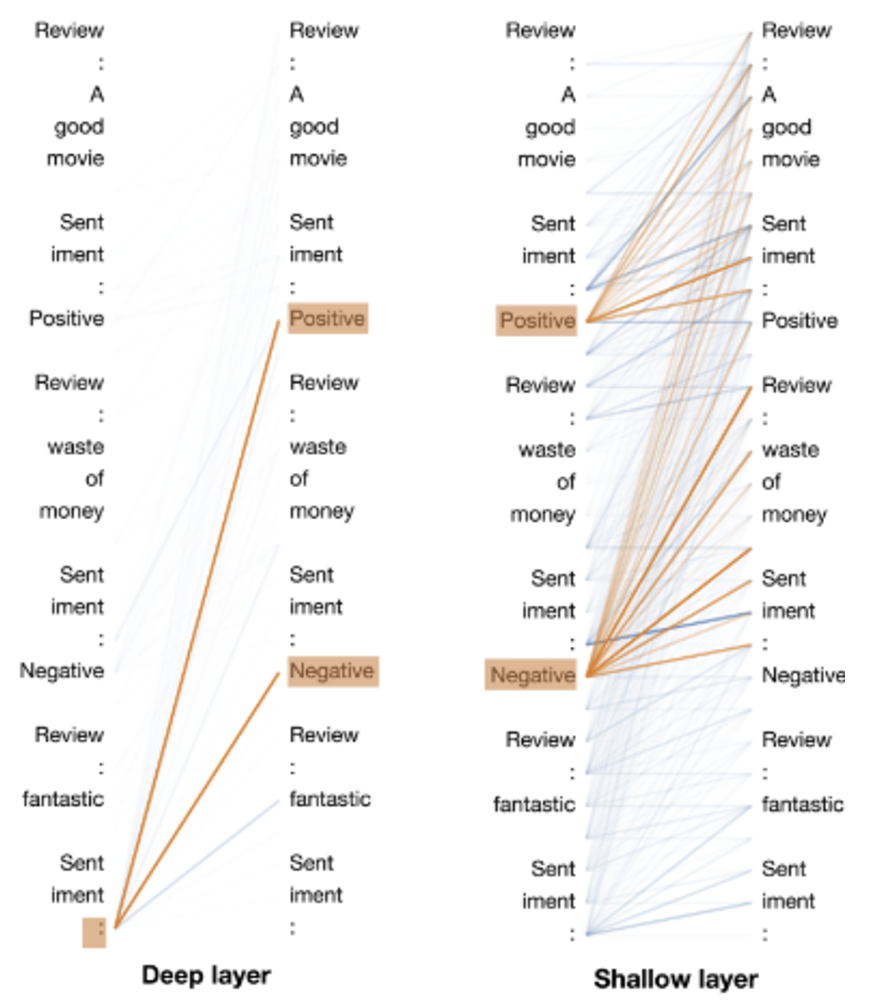 Review Review Review Review
: : : :
A A A A
good good good good
movie movie movie movie
Sent Sent Sent Sent
iment iment iment iment
: : : :
Positive Positive Positive Positive
Review Review Review Review
: : : :
waste waste waste waste
of of of of
money money money money
Sent Sent Sent Sent
iment iment iment iment
: : : :
Negative Negative Negative Negative
Review Review Review Review
: : : :
fantastic fantastic fantastic fantastic
Sent Sent Sent Sent
iment iment iment iment
: : : :
Deep layer Shallow layer